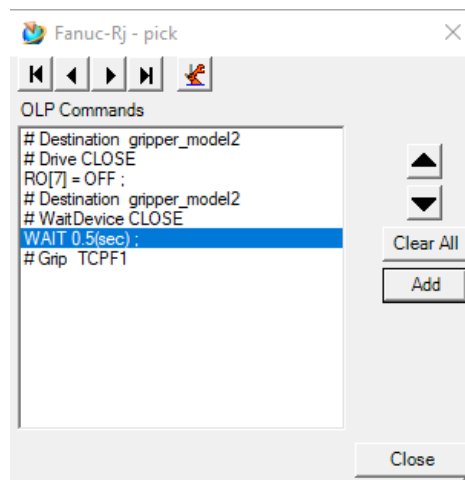 Fanuc-Rj - pick
OLP Commands
# Destination gripper_model2
# Drive CLOSE
RO[7] = OFF ;
# Destination gripper_model2
# WaitDevice CLOSE
WAIT 0.5(sec) ;
# Grip TCPF1
Clear All
Add
Close